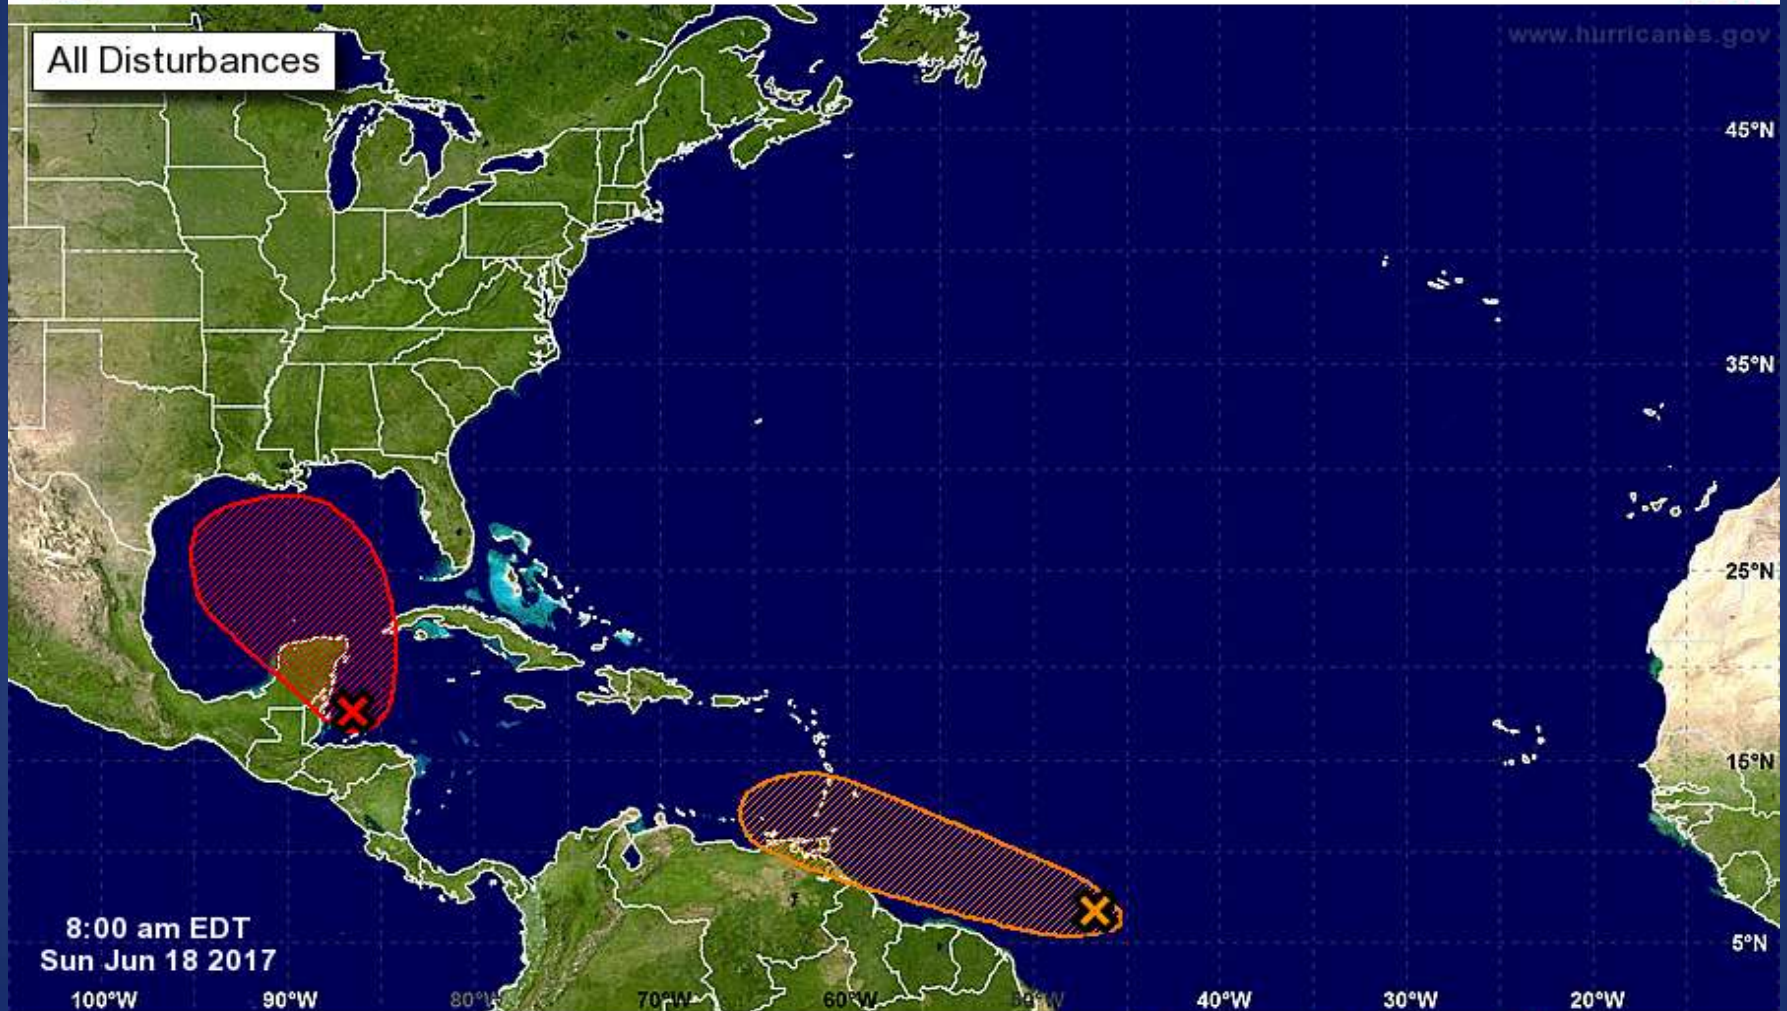 All Disturbances
www.hurricanes.gov
45°N
35°N
25°N
15°N
5°N
8:00 am EDT
Sun Jun 18 2017
100°W 90°W 80°W 70°W 60°W 50°W 40°W 30°W 20°W